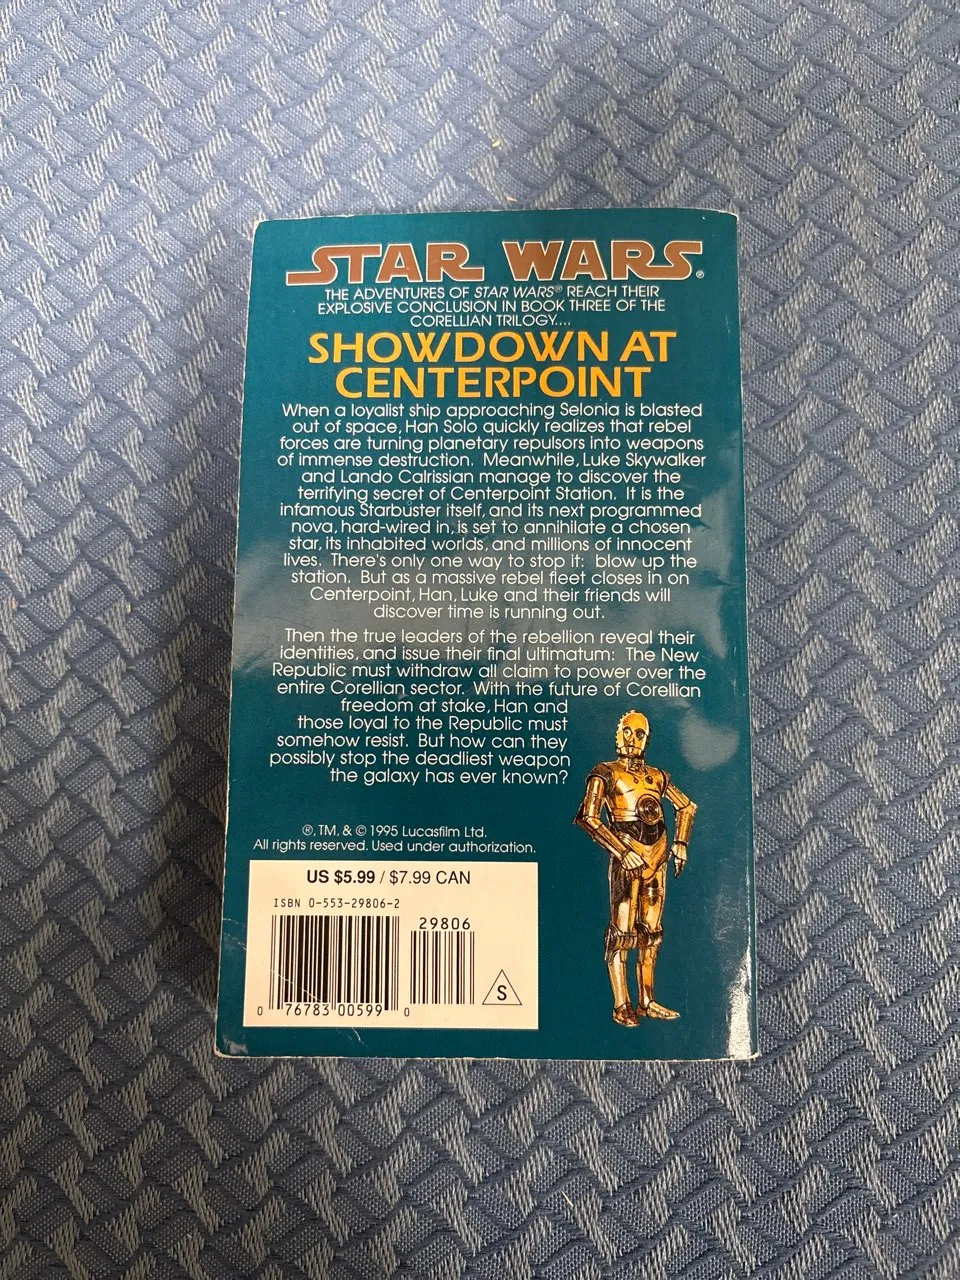 STAR WARS®
THE ADVENTURES OF STAR WARS® REACH THEIR
EXPLOSIVE CONCLUSION IN BOOK THREE OF THE
CORELLIAN TRILOGY....
SHOWDOWN AT
CENTERPOINT
When a loyalist ship approaching Selonia is blasted
out of space, Han Solo quickly realizes that rebel
forces are turning planetary repulsors into weapons
of immense destruction. Meanwhile, Luke Skywalker
and Lando Calrissian manage to discover the
terrifying secret of Centerpoint Station. It is the
infamous Starbuster itself, and its next programmed
nova, hard-wired in, is set to annihilate a chosen
star, its inhabited worlds, and millions of innocent
lives. There's only one way to stop it: blow up the
station. But as a massive rebel fleet closes in on
Centerpoint, Han, Luke and their friends will
discover time is running out.
Then the true leaders of the rebellion reveal their
identities, and issue their final ultimatum: The New
Republic must withdraw all claim to power over the
entire Corellian sector. With the future of Corellian
freedom at stake, Han and
those loyal to the Republic must
somehow resist. But how can they
possibly stop the deadliest weapon
the galaxy has ever known?
®, TM, & © 1995 Lucasfilm Ltd.
All rights reserved. Used under authorization.
US $5.99 / $7.99 CAN
ISBN 0-553-29806-2
29806
S
0 76783 00599 0